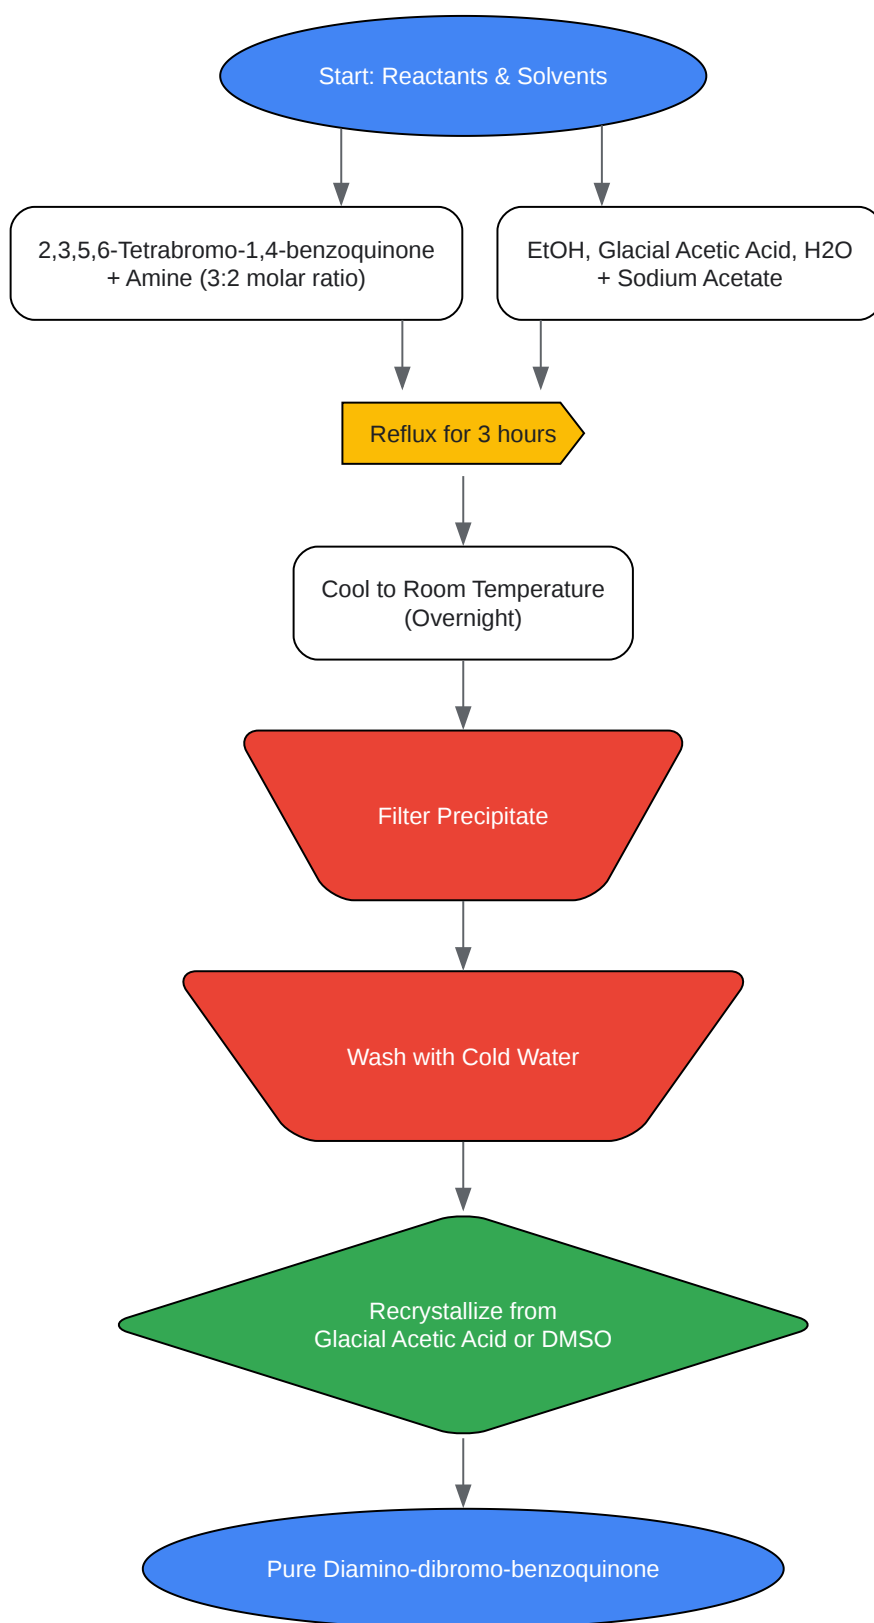 Start: Reactants & Solvents
2,3,5,6-Tetrabromo-1,4-benzoquinone
+ Amine (3:2 molar ratio)
EtOH, Glacial Acetic Acid, H2O
+ Sodium Acetate
Reflux for 3 hours
Cool to Room Temperature
(Overnight)
Filter Precipitate
Wash with Cold Water
Recrystallize from
Glacial Acetic Acid or DMSO
Pure Diamino-dibromo-benzoquinone